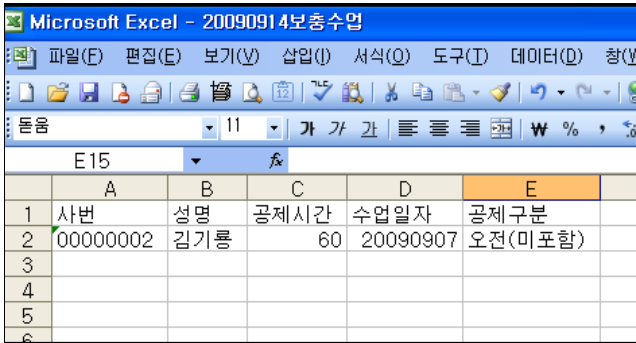 Microsoft Excel - 20090914보충수업
파일(F) 편집(E) 보기(V) 삽입(I) 서식(O) 도구(T) 데이터(D) 창(
돋움 11 가 가 가 ₩ % ,
E15 fx
A B C D E
1 사번 성명 공제시간 수업일자 공제구분
2 00000002 김기룡 60 20090907 오전(미포함)
3
4
5
6